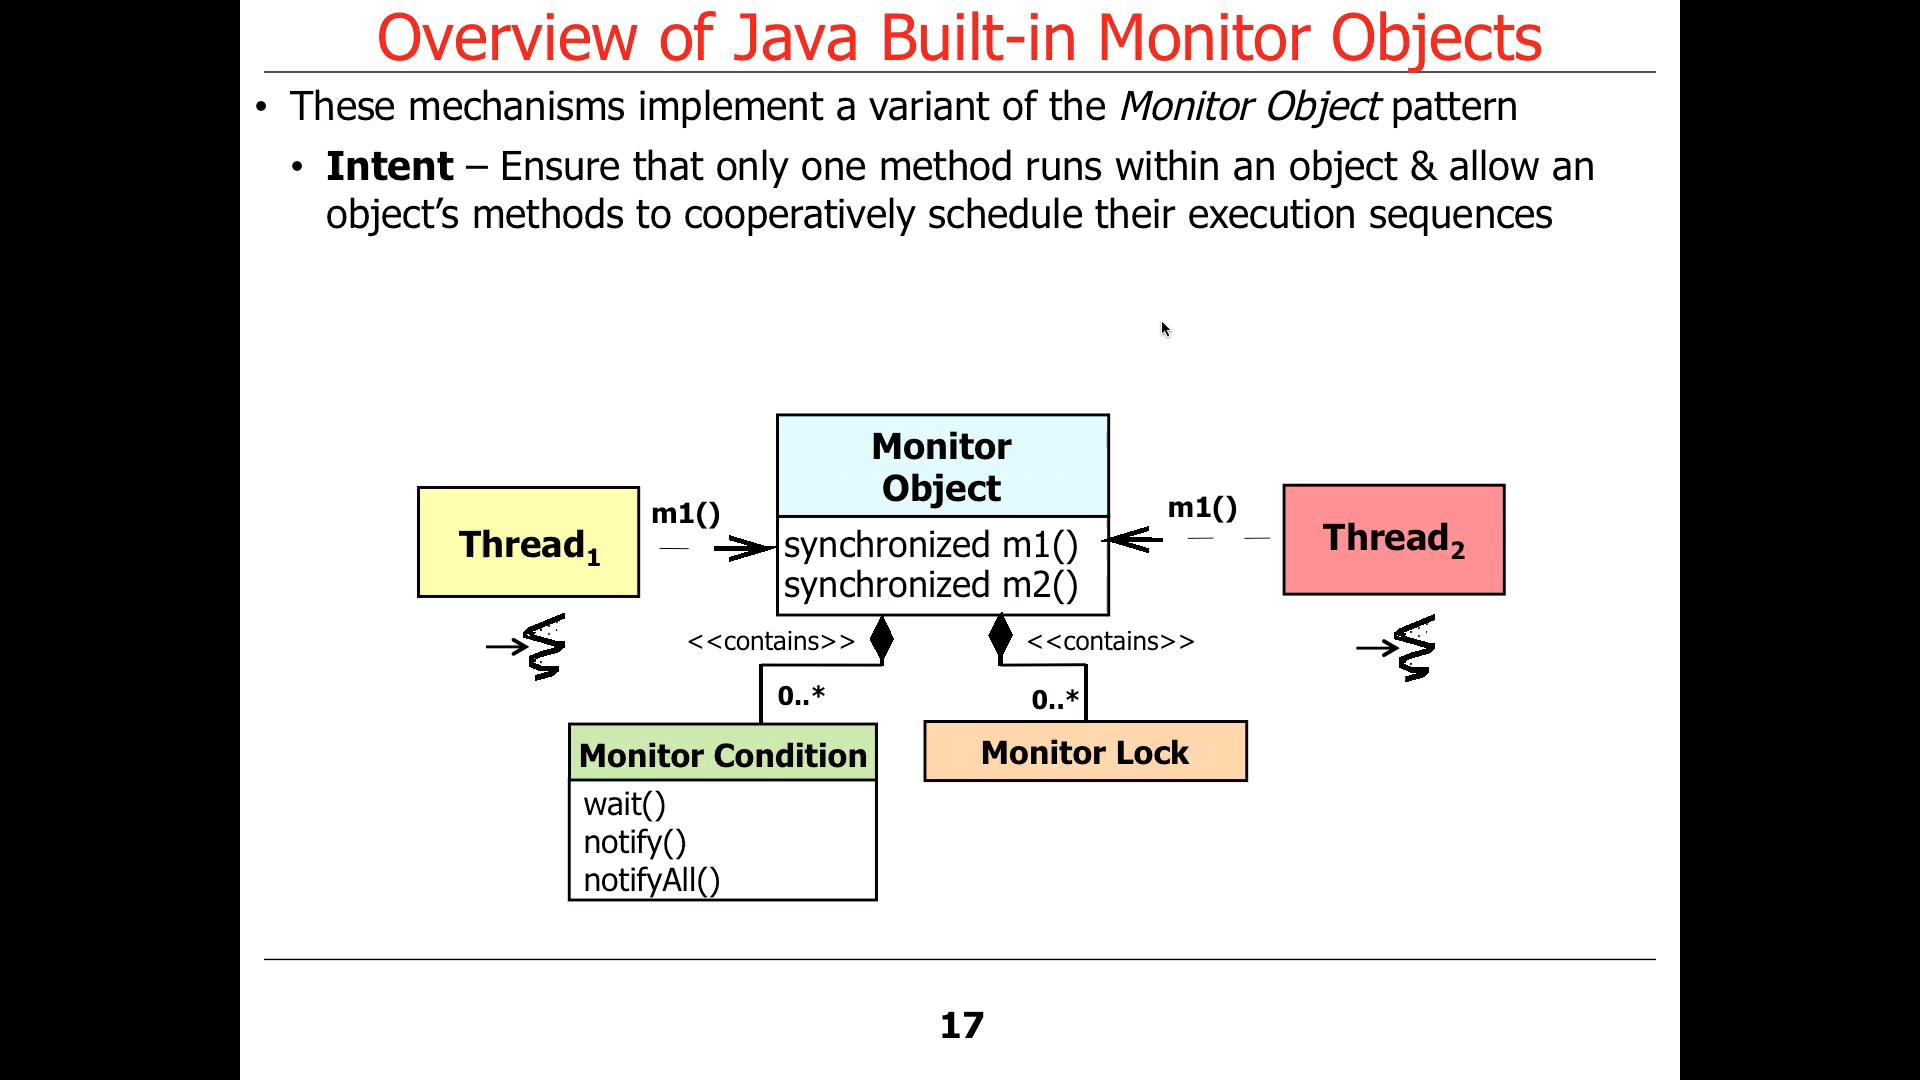 Overview of Java Built-in Monitor Objects
• These mechanisms implement a variant of the Monitor Object pattern
• Intent – Ensure that only one method runs within an object & allow an
object’s methods to cooperatively schedule their execution sequences
Monitor
Object
Thread1
m1()
synchronized m1()
synchronized m2()
m1()
Thread2
<<contains>>
<<contains>>
0..*
0..*
Monitor Condition
wait()
notify()
notifyAll()
Monitor Lock
17